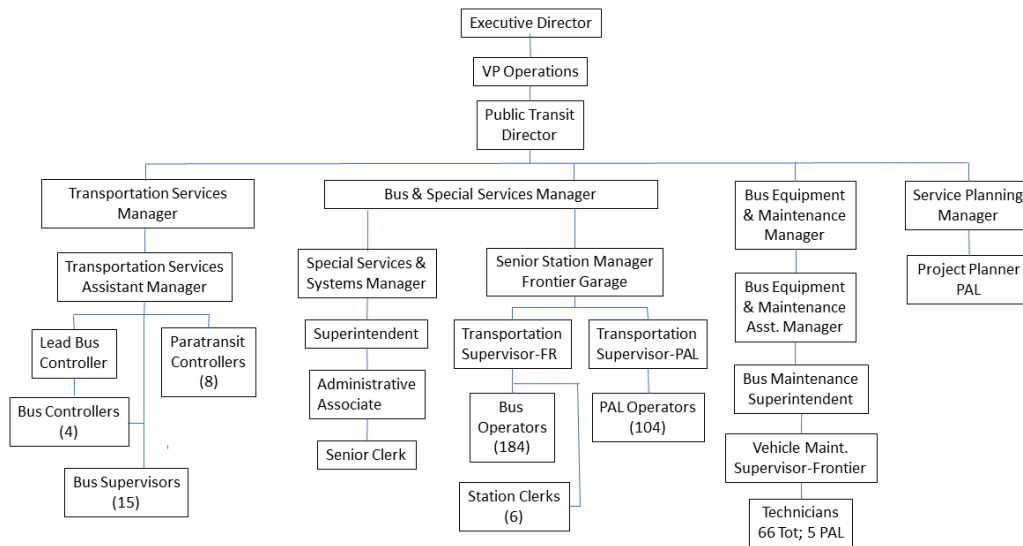 Executive Director
VP Operations
Public Transit
Director
Transportation Services
Manager
Bus & Special Services Manager
Bus Equipment
& Maintenance
Manager
Service Planning
Manager
Transportation Services
Assistant Manager
Special Services &
Systems Manager
Senior Station Manager
Frontier Garage
Bus Equipment
& Maintenance
Asst. Manager
Project Planner
PAL
Lead Bus
Controller
Paratransit
Controllers
(8)
Superintendent
Transportation
Supervisor-FR
Transportation
Supervisor-PAL
Bus Maintenance
Superintendent
Bus Controllers
(4)
Administrative
Associate
Bus
Operators
(184)
PAL Operators
(104)
Vehicle Maint.
Supervisor-Frontier
Bus Supervisors
(15)
Senior Clerk
Station Clerks
(6)
Technicians
66 Tot; 5 PAL